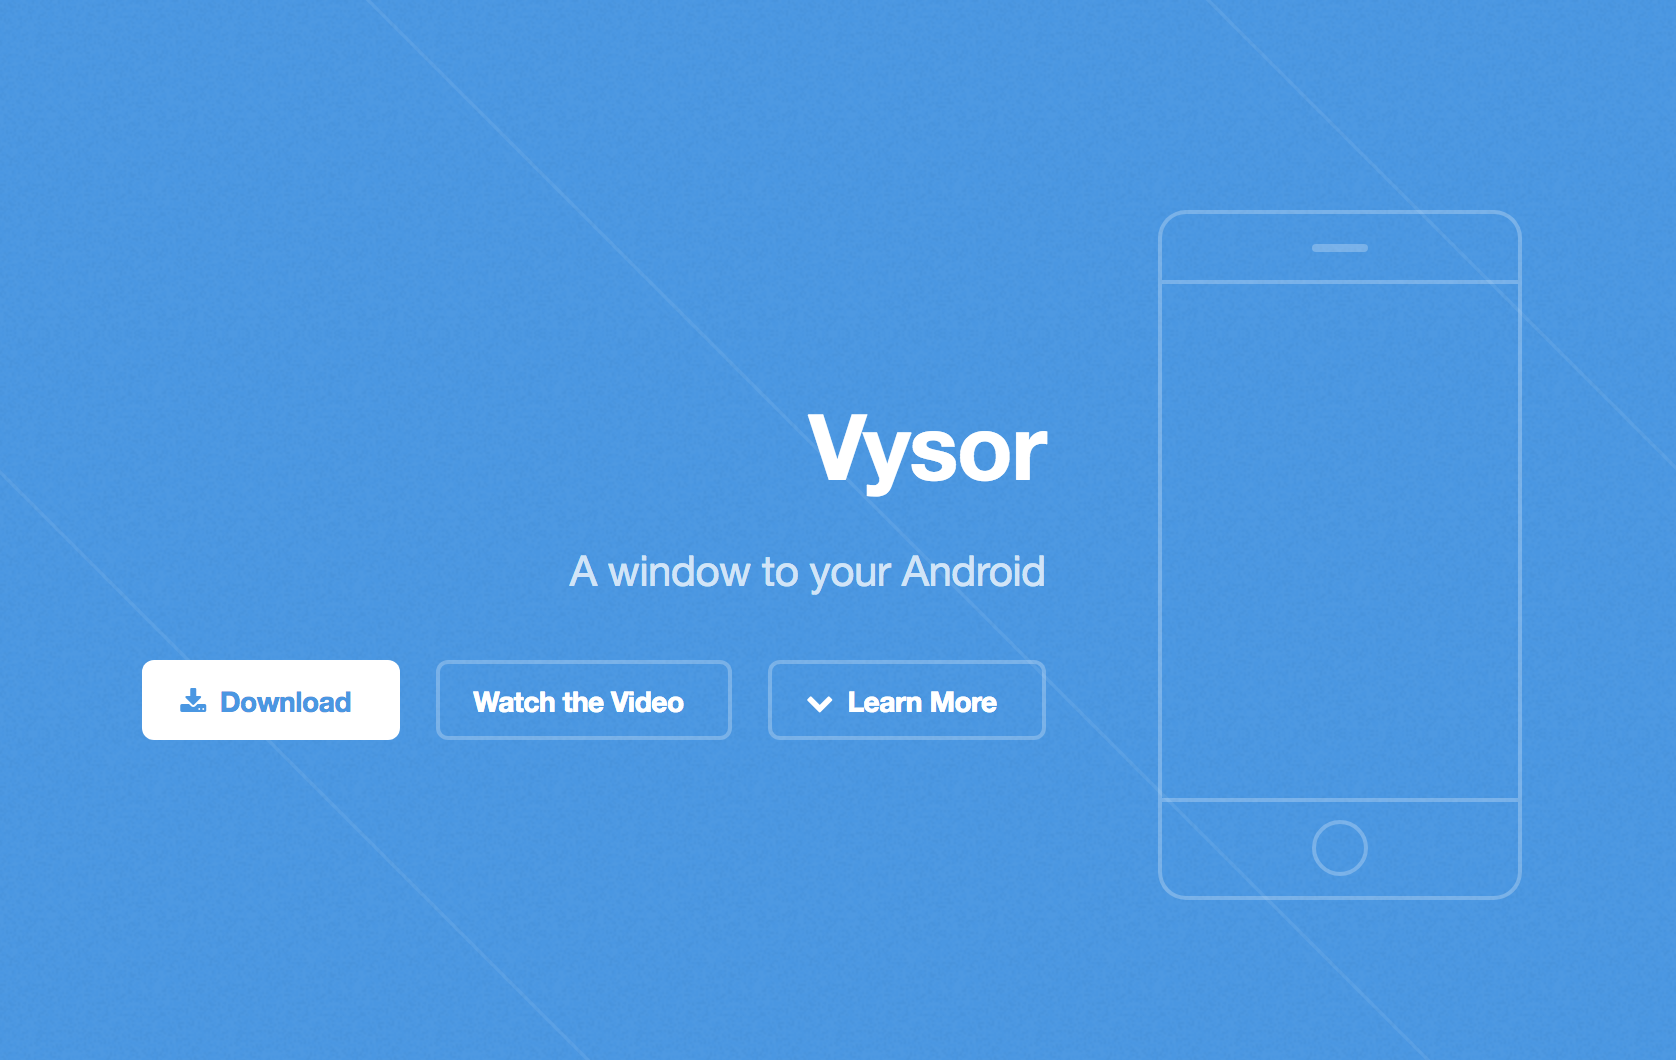 Vysor
A window to your Android
Download
Watch the Video
Learn More